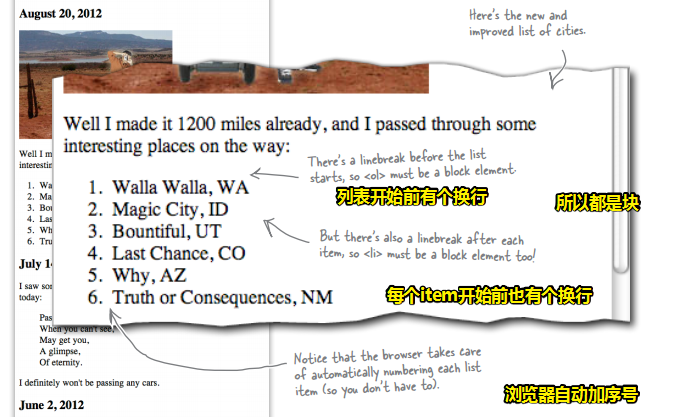 August 20, 2012
Here's the new and
improved list of cities.
Well I made it 1200 miles already, and I passed through some
interesting places on the way:
There's a linebreak before the list
starts, so <ol> must be a block element.
列表开始前有个换行
所以都是块
1. Walla Walla, WA
2. Magic City, ID
3. Bountiful, UT
4. Last Chance, CO
5. Why, AZ
6. Truth or Consequences, NM
But there's also a linebreak after each
item, so <li> must be a block element too!
每个item开始前也有个换行
Notice that the browser takes care
of automatically numbering each list
item (so you don't have to).
浏览器自动加序号
Well I m
interestin
1. Wa
2. Ma
3. Bou
4. Las
5. Wh
6. Tru
July 14
I saw son
today:
Pas
When you can't see,
May get you,
A glimpse,
Of eternity.
I definitely won't be passing any cars.
June 2, 2012